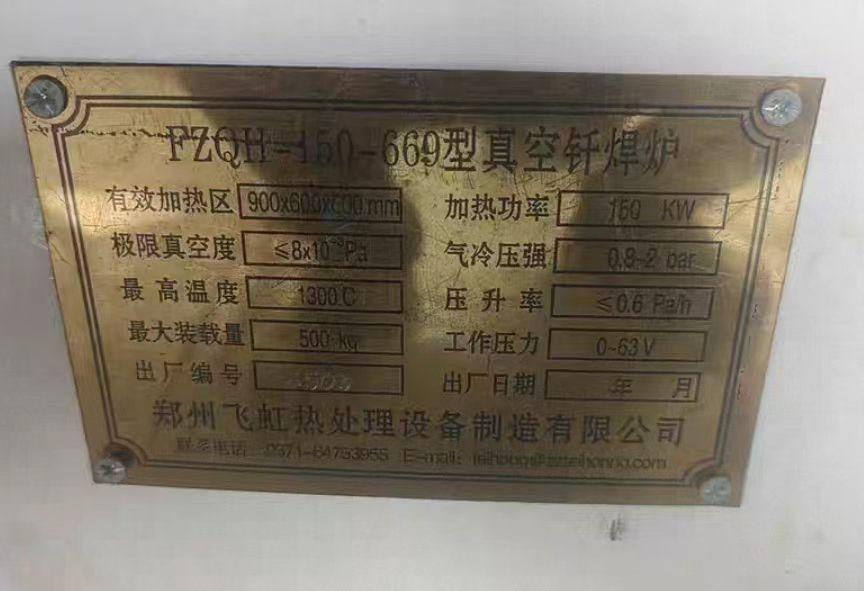 FZQH-150-669型真空钎焊炉
有效加热区 900x600x600 mm 加热功率 150 KW
极限真空度 ≤8x10⁻³Pa 气冷压强 0.8-2 bar
最高温度 1300℃ 压升率 ≤0.6 Pa/h
最大装载量 500 kg 工作压力 0-63 V
出厂编号 出厂日期 年 月
郑州飞虹热处理设备制造有限公司
联系电话: 0371-64753955 E-mail: